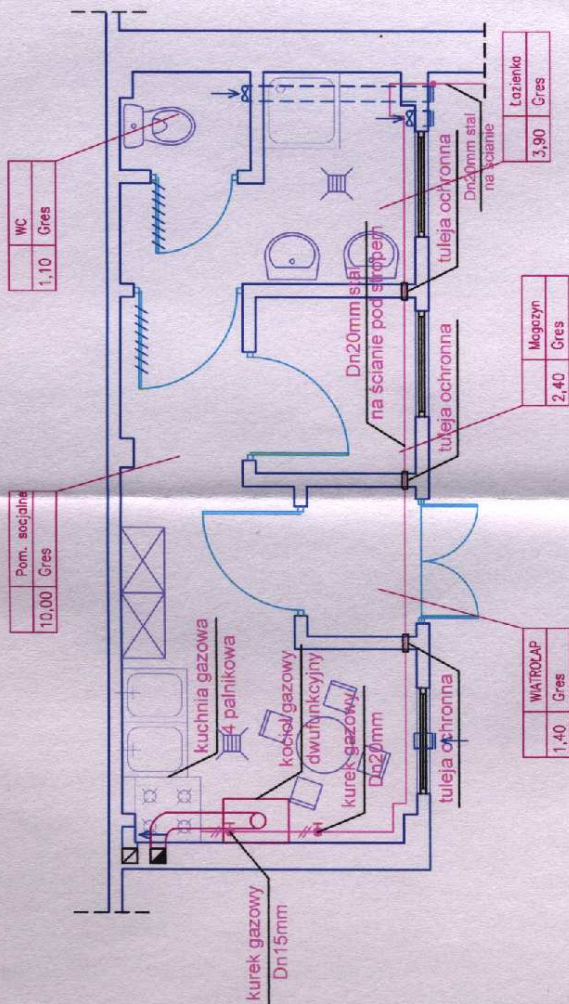 WC
1,10 Gres
Pom. socjalne
10,00 Gres
Łazienka
3,90 Gres
Dn20mm stal
na ścianie
tuleja ochronna
Dn20mm stal
na ścianie pod stropem
Magazyn
2,40 Gres
tuleja ochronna
kuchnia gazowa
4 palnikowa
kocioł gazowy
dwufunkcyjny
kurek gazowy
Dn20mm
tuleja ochronna
WIATROŁAP
1,40 Gres
kurek gazowy
Dn15mm